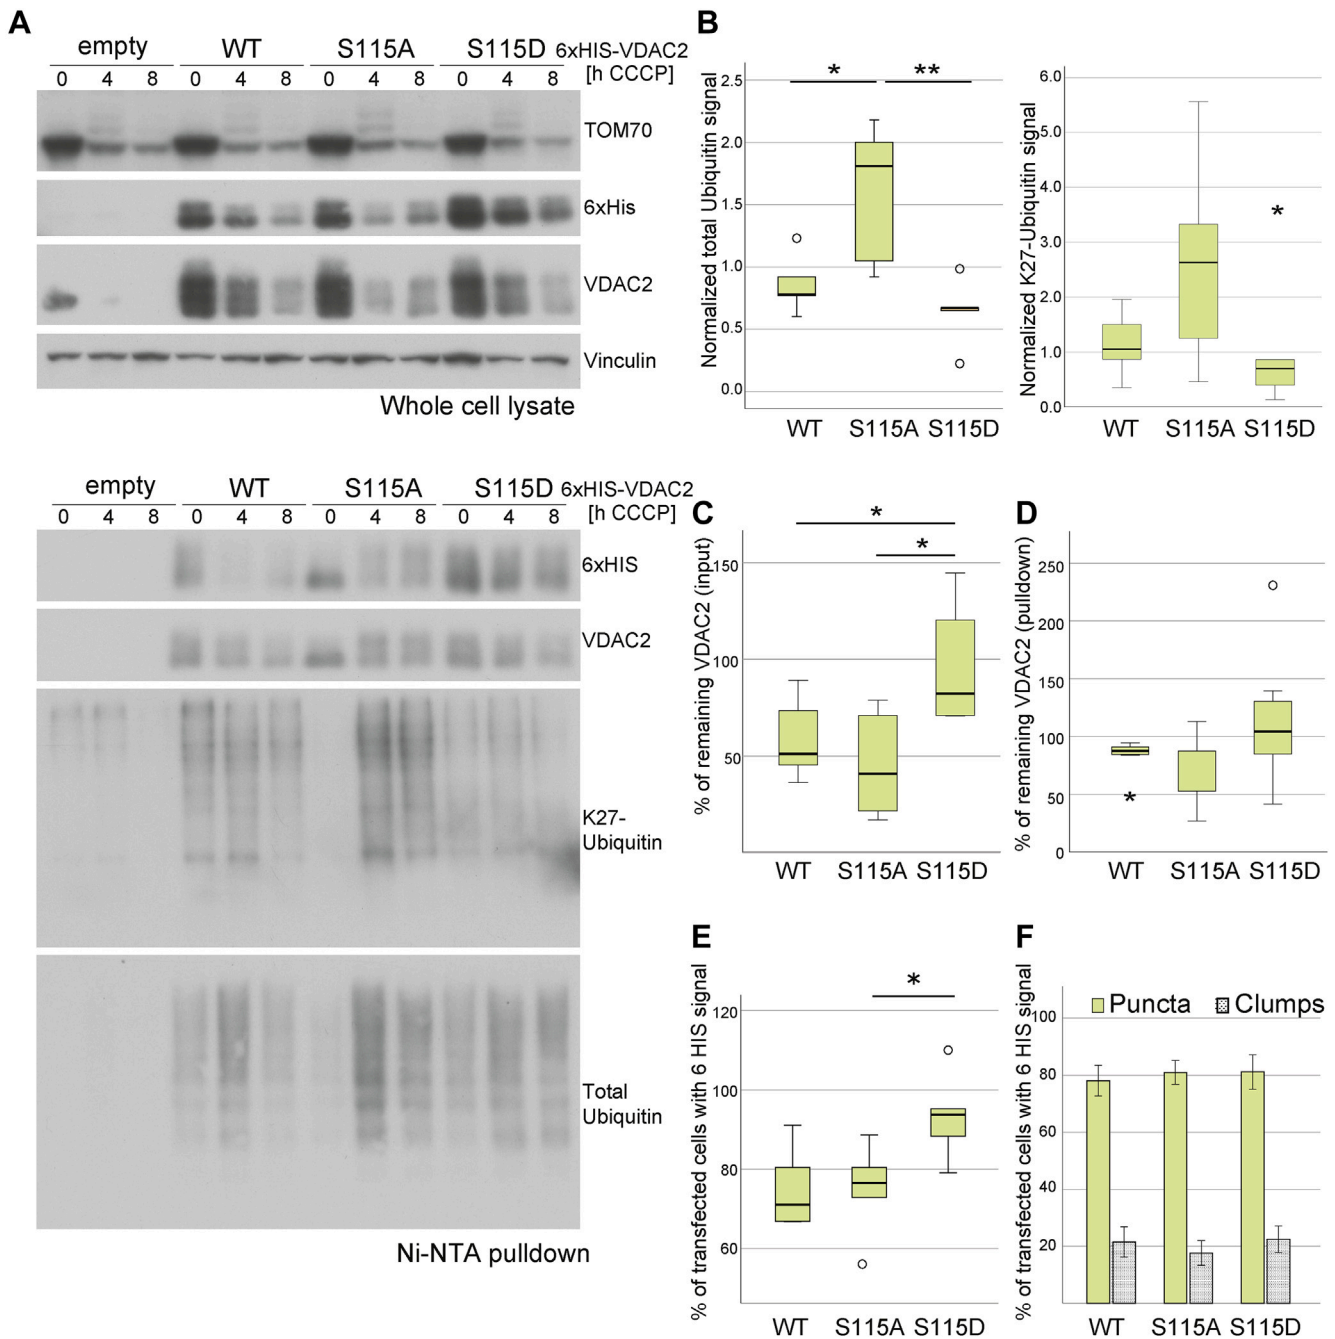 A
empty WT S115A S115D 6xHIS-VDAC2
0 4 8 0 4 8 0 4 8 0 4 8 [h CCCP]
TOM70
6xHis
VDAC2
Vinculin
Whole cell lysate
empty WT S115A S115D 6xHIS-VDAC2
0 4 8 0 4 8 0 4 8 0 4 8 [h CCCP]
6xHIS
VDAC2
K27-
Ubiquitin
Total
Ubiquitin
Ni-NTA pulldown
B
Normalized total Ubiquitin signal
2.5
2.0
1.5
1.0
0.5
0.0
* **
WT S115A S115D
Normalized K27-Ubiquitin signal
6.0
5.0
4.0
3.0
2.0
1.0
0.0
*
WT S115A S115D
C
% of remaining VDAC2 (input)
150
100
50
*
*
WT S115A S115D
D
% of remaining VDAC2 (pulldown)
250
200
150
100
50
0
*
WT S115A S115D
E
% of transfected cells with 6 HIS signal
120
100
80
60
*
WT S115A S115D
F
% of transfected cells with 6 HIS signal
Puncta Clumps
100
80
60
40
20
WT S115A S115D